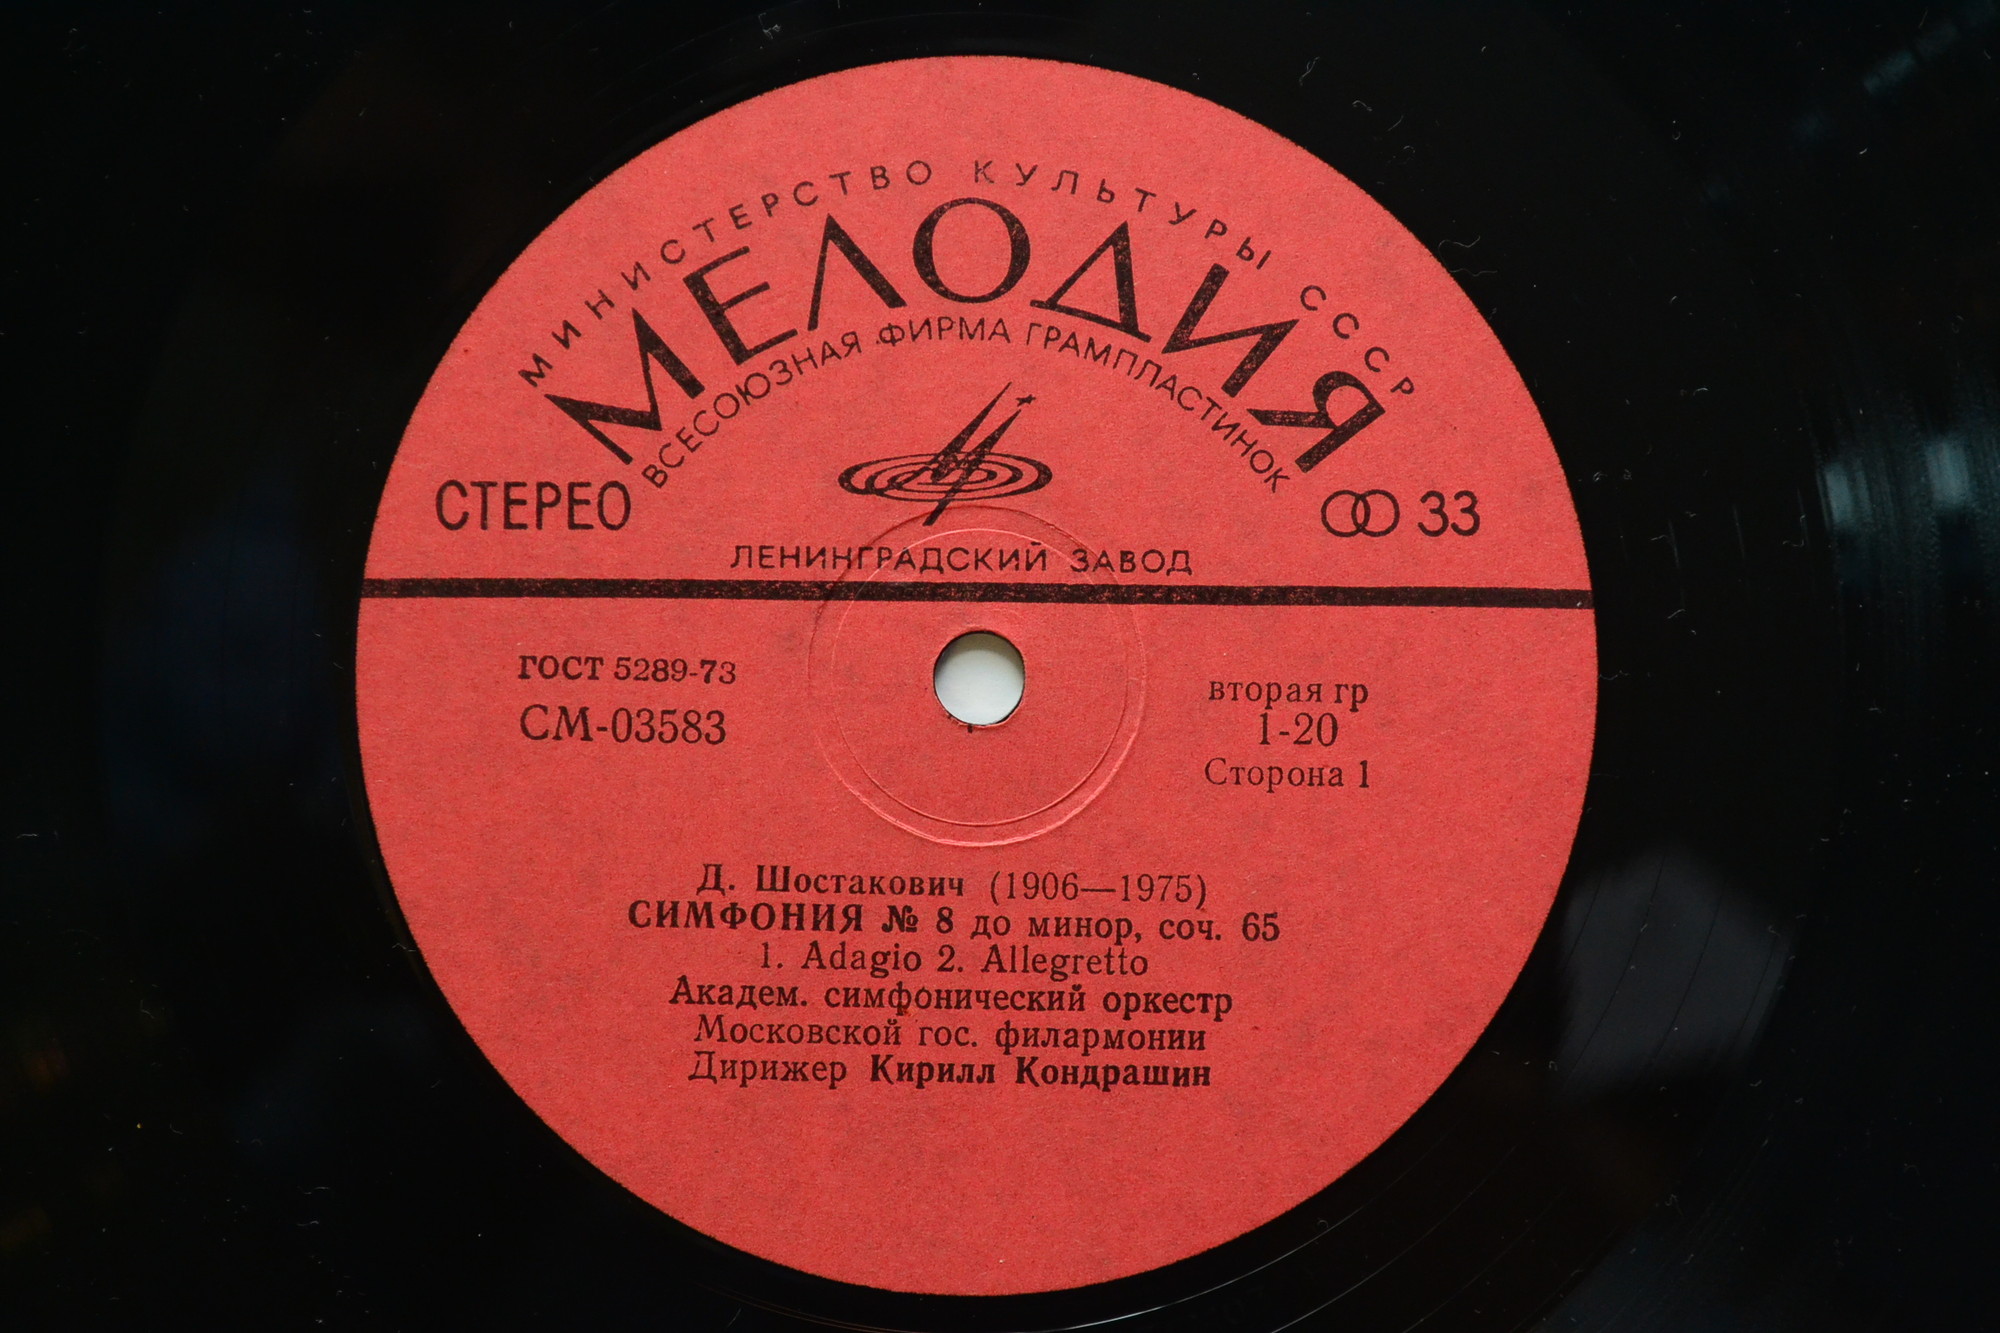 МИНИСТЕРСТВО КУЛЬТУРЫ СССР
МЕЛОДИЯ
ВСЕСОЮЗНАЯ ФИРМА ГРАМПЛАСТИНОК
СТЕРЕО
33
ЛЕНИНГРАДСКИЙ ЗАВОД
ГОСТ 5289-73
СМ-03583
вторая гр
1-20
Сторона 1
Д. Шостакович (1906—1975)
СИМФОНИЯ № 8 до минор, соч. 65
1. Adagio 2. Allegretto
Академ. симфонический оркестр
Московской гос. филармонии
Дирижер Кирилл Кондрашин